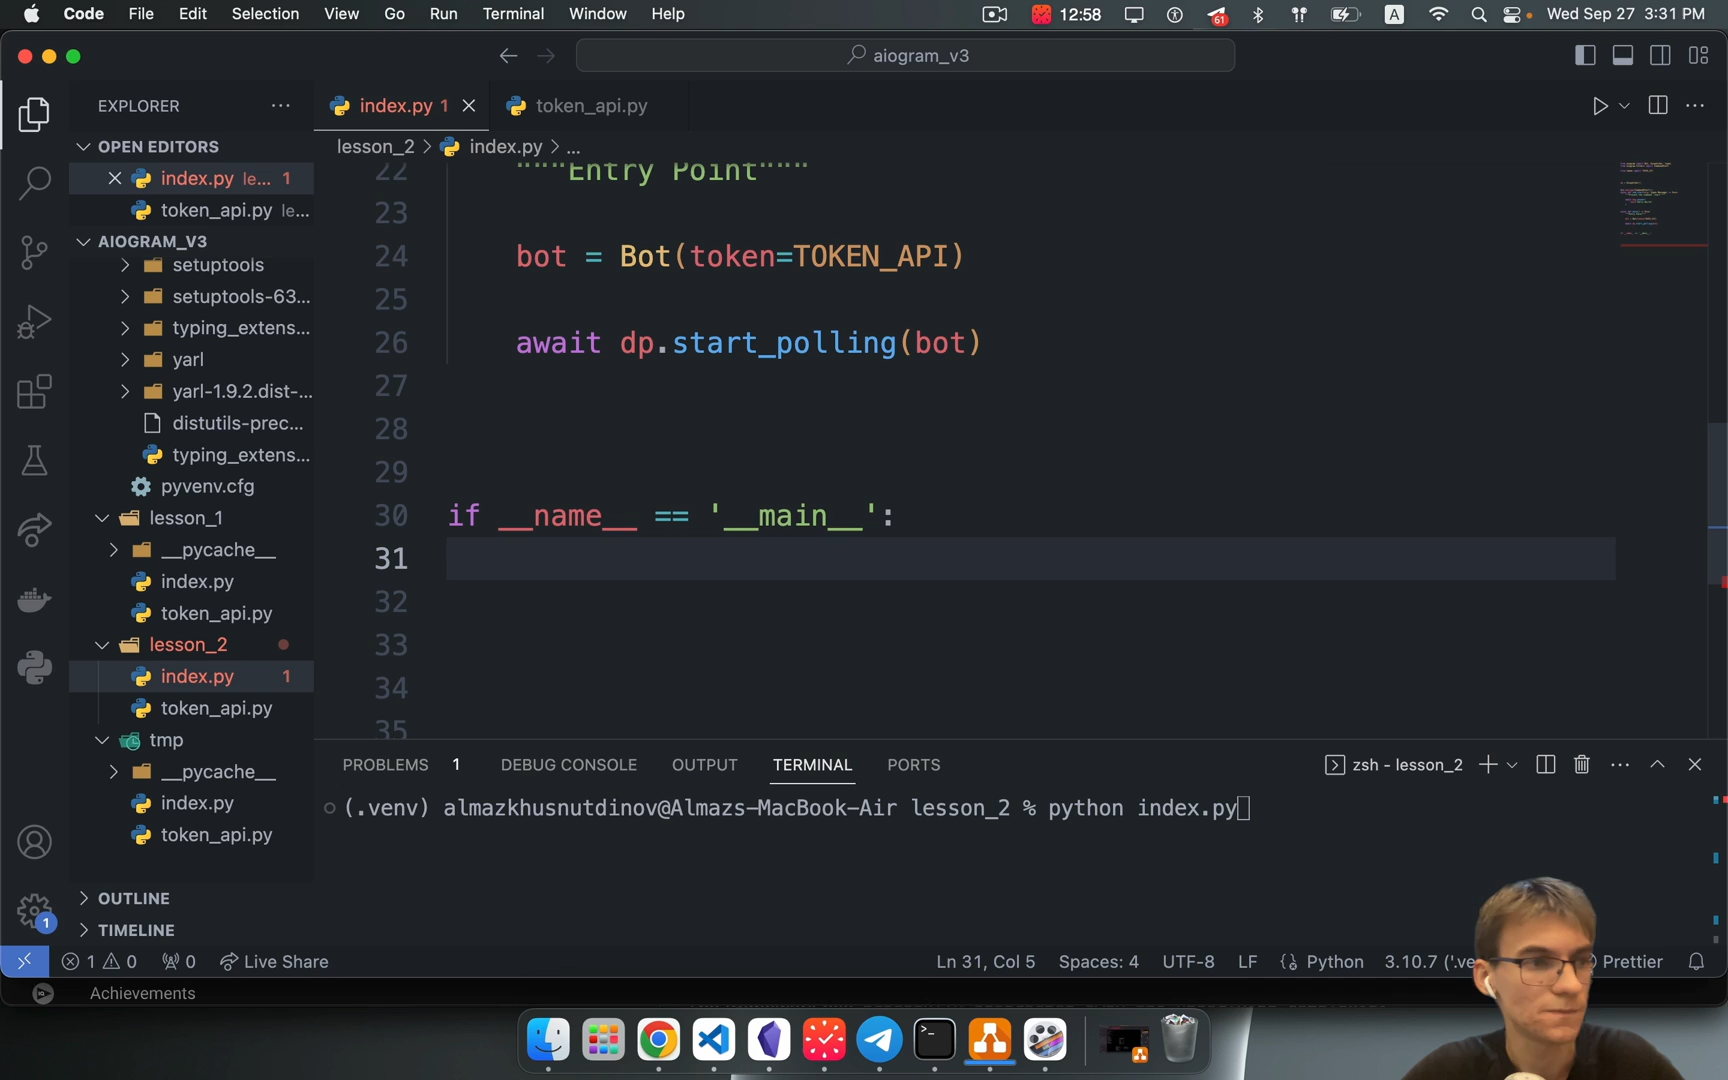 Code File Edit Selection View Go Run Terminal Window Help 12:58 61 A Wed Sep 27 3:31 PM
aiogram_v3
EXPLORER
index.py 1
token_api.py
OPEN EDITORS
lesson_2 > index.py > ...
index.py le... 1
token_api.py le...
AIOGRAM_V3
setuptools
setuptools-63...
typing_extens...
yarl
yarl-1.9.2.dist-...
distutils-prec...
typing_extens...
pyvenv.cfg
lesson_1
__pycache__
index.py
token_api.py
lesson_2
index.py 1
token_api.py
tmp
__pycache__
index.py
token_api.py
OUTLINE
TIMELINE
22 """Entry Point"""
23
24 bot = Bot(token=TOKEN_API)
25
26 await dp.start_polling(bot)
27
28
29
30 if __name__ == '__main__':
31
32
33
34
35
PROBLEMS 1 DEBUG CONSOLE OUTPUT TERMINAL PORTS zsh - lesson_2
(.venv) almazkhusnutdinov@Almazs-MacBook-Air lesson_2 % python index.py
1
1 0 0 Live Share Ln 31, Col 5 Spaces: 4 UTF-8 LF Python 3.10.7 ('.ve Prettier
Achievements